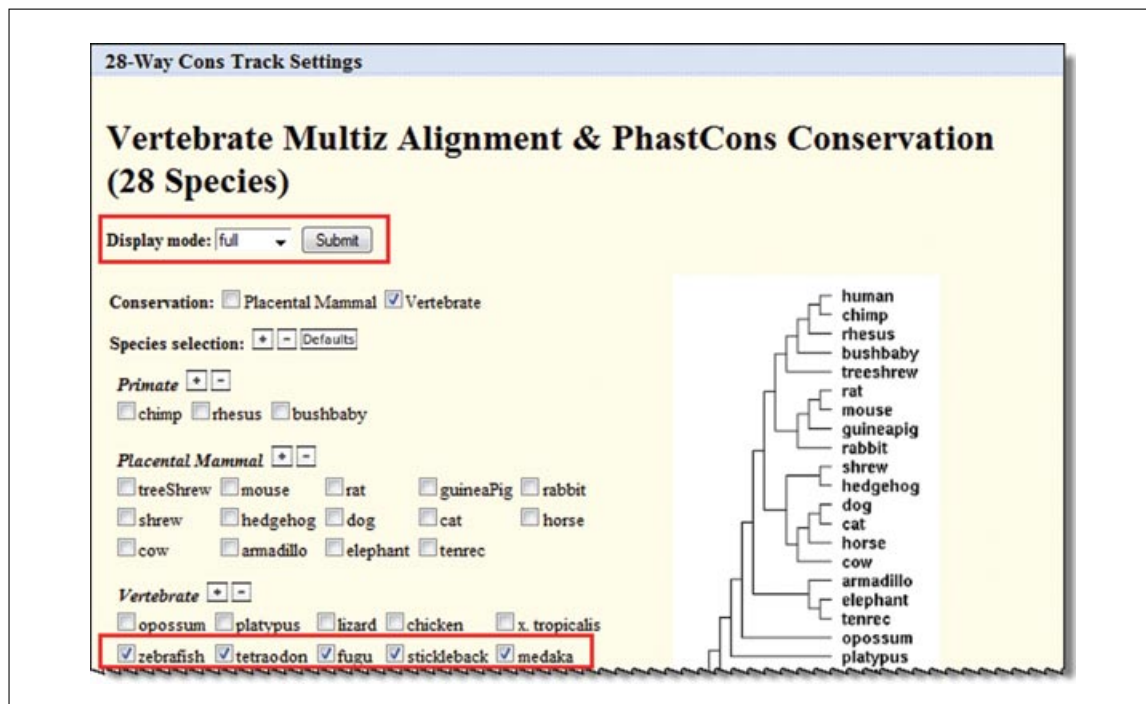 28-Way Cons Track Settings
Vertebrate Multiz Alignment & PhastCons Conservation
(28 Species)
Display mode: full Submit
Conservation: Placental Mammal Vertebrate
Species selection: + - Defaults
Primate + -
chimp rhesus bushbaby
Placental Mammal + -
treeShrew mouse rat guineaPig rabbit
shrew hedgehog dog cat horse
cow armadillo elephant tenrec
Vertebrate + -
opossum platypus lizard chicken x. tropicalis
zebrafish tetraodon fugu stickleback medaka
human
chimp
rhesus
bushbaby
treeshrew
rat
mouse
guineapig
rabbit
shrew
hedgehog
dog
cat
horse
cow
armadillo
elephant
tenrec
opossum
platypus